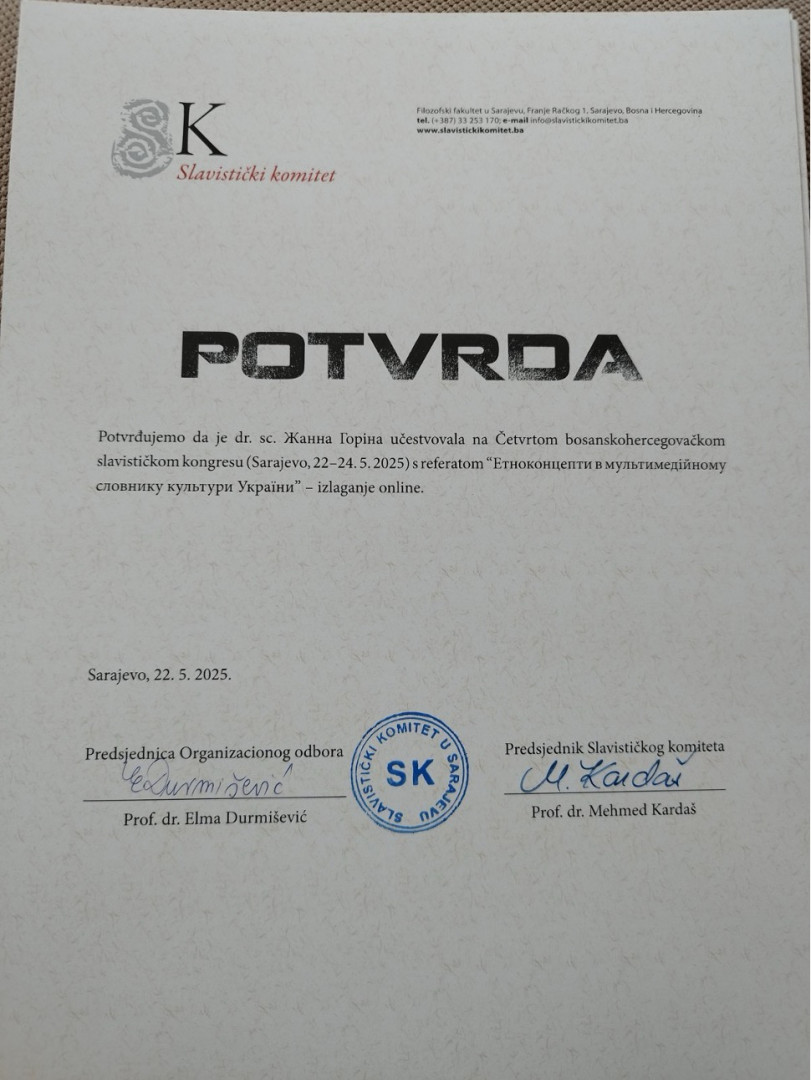 SK
Slavistički komitet
Filozofski fakultet u Sarajevu, Franje Račkog 1, Sarajevo, Bosna i Hercegovina
tel. (+387) 33 253 170; e-mail info@slavistickikomitet.ba
www.slavistickikomitet.ba
POTVRDA
Potvrđujemo da je dr. sc. Жанна Горіна učestvovala na Četvrtom bosanskohercegovačkom
slavističkom kongresu (Sarajevo, 22–24. 5. 2025) s referatom “Етноконцепти в мультимедійному
словнику культури України” – izlaganje online.
Sarajevo, 22. 5. 2025.
Predsjednica Organizacionog odbora
EDurmišević
Prof. dr. Elma Durmišević
SLAVISTIČKI KOMITET U SARAJEVU
SK
Predsjednik Slavističkog komiteta
M. Kardaš
Prof. dr. Mehmed Kardaš